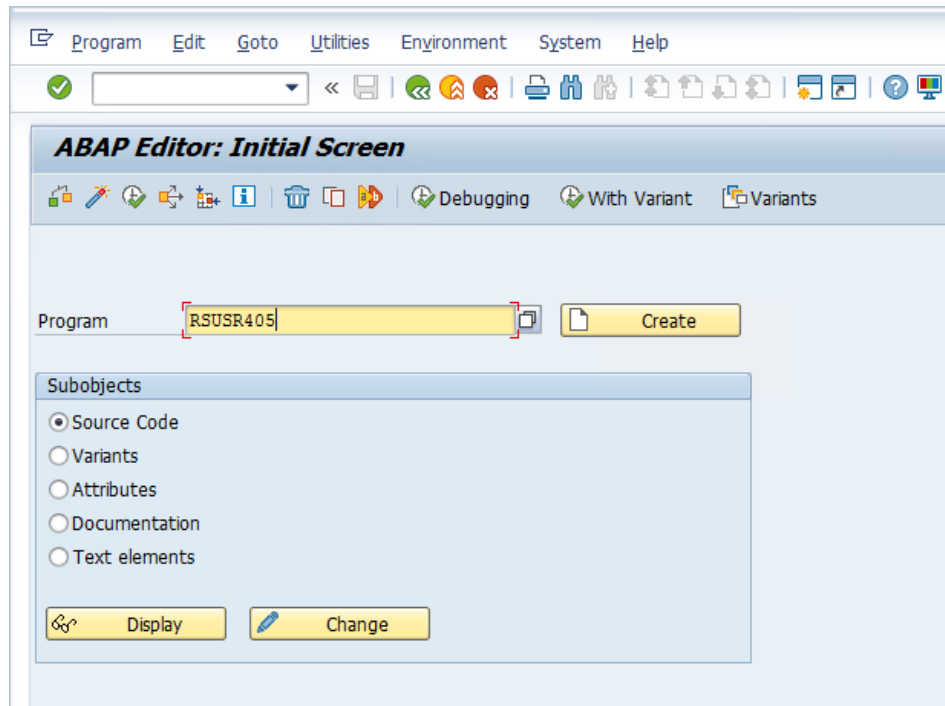 Program Edit Goto Utilities Environment System Help
ABAP Editor: Initial Screen
Debugging With Variant Variants
Program RSUSR405 Create
Subobjects
Source Code
Variants
Attributes
Documentation
Text elements
Display Change